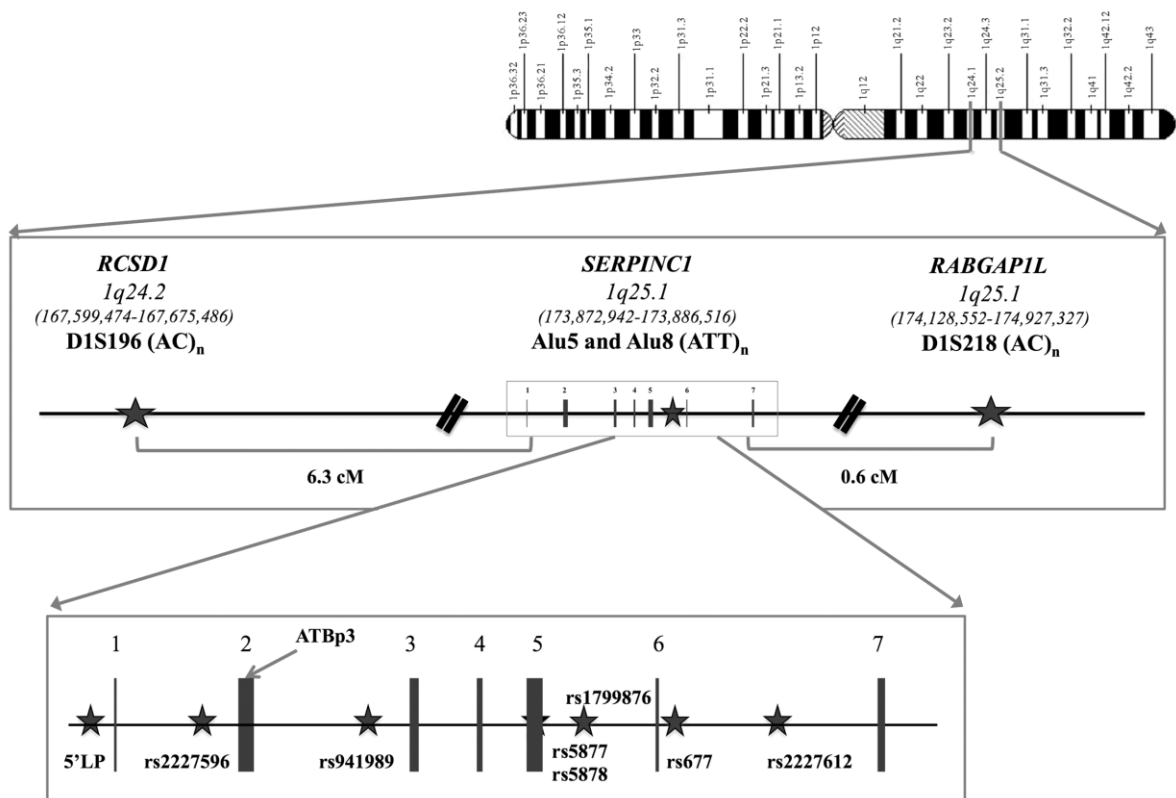 1p36.23
1p36.12
1p35.1
1p33
1p31.3
1p22.2
1p21.1
1p12
1q21.2
1q23.2
1q24.3
1q31.1
1q32.2
1q42.12
1q43
1p36.32
1p36.21
1p35.3
1p34.2
1p32.2
1p31.1
1p21.3
1p13.2
1q12
1q22
1q24.1
1q25.2
1q31.3
1q41
1q42.2
RCSD1
1q24.2
(167,599,474-167,675,486)
D1S196 (AC)n
SERPINC1
1q25.1
(173,872,942-173,886,516)
Alu5 and Alu8 (ATT)n
RABGAP1L
1q25.1
(174,128,552-174,927,327)
D1S218 (AC)n
1 2 3 4 5 6 7
6.3 cM
0.6 cM
ATBp3
1 2 3 4 5 6 7
rs1799876
5’LP
rs2227596
rs941989
rs5877
rs5878
rs677
rs2227612